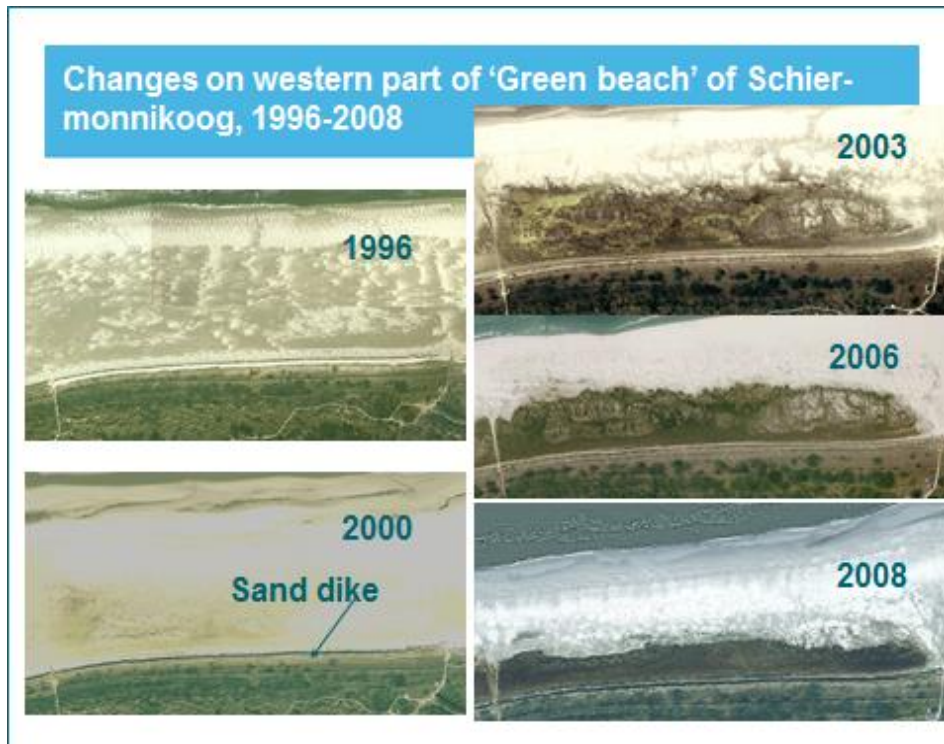 Changes on western part of ‘Green beach’ of Schier-
monnikoog, 1996-2008
1996
2000
Sand dike
2003
2006
2008